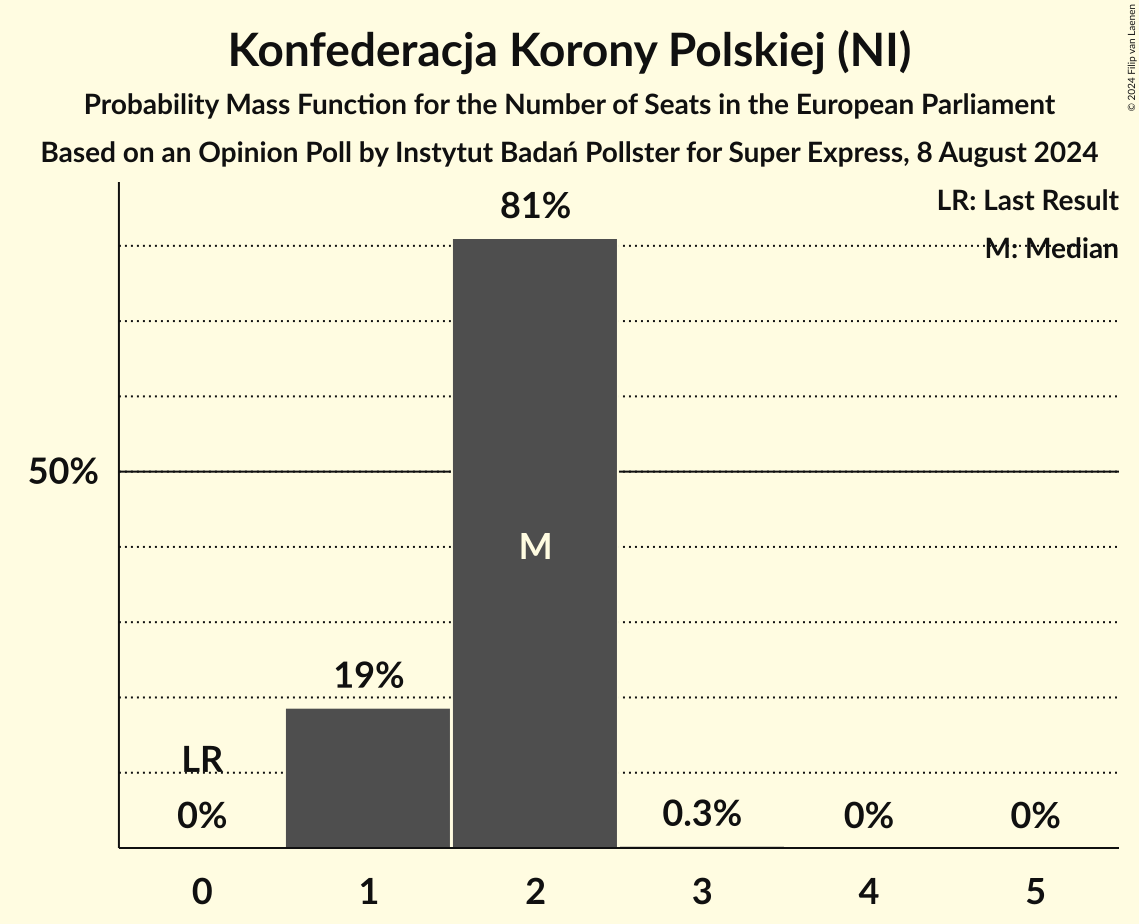 Konfederacja Korony Polskiej (NI)
Probability Mass Function for the Number of Seats in the European Parliament
Based on an Opinion Poll by Instytut Badań Pollster for Super Express, 8 August 2024
© 2024 Filip van Laenen
LR: Last Result
M: Median
81%
50%
M
19%
LR
0%
0.3%
0%
0%
0 1 2 3 4 5